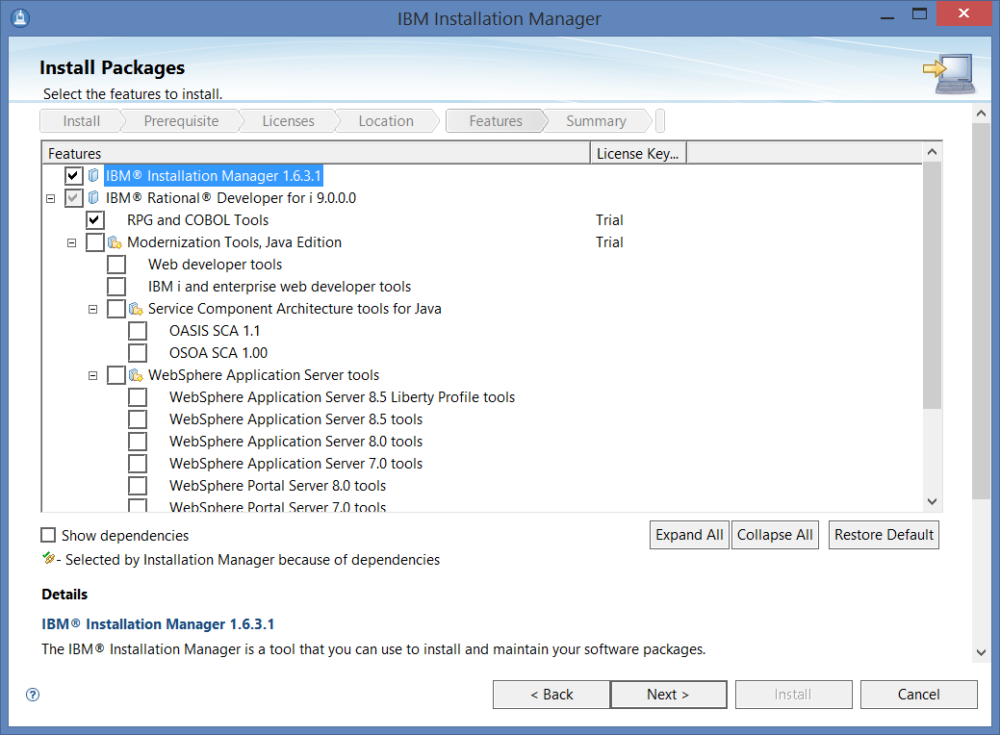 IBM Installation Manager
Install Packages
Select the features to install.
Install Prerequisite Licenses Location Features Summary
Features License Key...
IBM® Installation Manager 1.6.3.1
IBM® Rational® Developer for i 9.0.0.0
RPG and COBOL Tools Trial
Modernization Tools, Java Edition Trial
Web developer tools
IBM i and enterprise web developer tools
Service Component Architecture tools for Java
OASIS SCA 1.1
OSOA SCA 1.00
WebSphere Application Server tools
WebSphere Application Server 8.5 Liberty Profile tools
WebSphere Application Server 8.5 tools
WebSphere Application Server 8.0 tools
WebSphere Application Server 7.0 tools
WebSphere Portal Server 8.0 tools
WebSphere Portal Server 7.0 tools
Show dependencies Expand All Collapse All Restore Default
- Selected by Installation Manager because of dependencies
Details
IBM® Installation Manager 1.6.3.1
The IBM® Installation Manager is a tool that you can use to install and maintain your software packages.
? < Back Next > Install Cancel